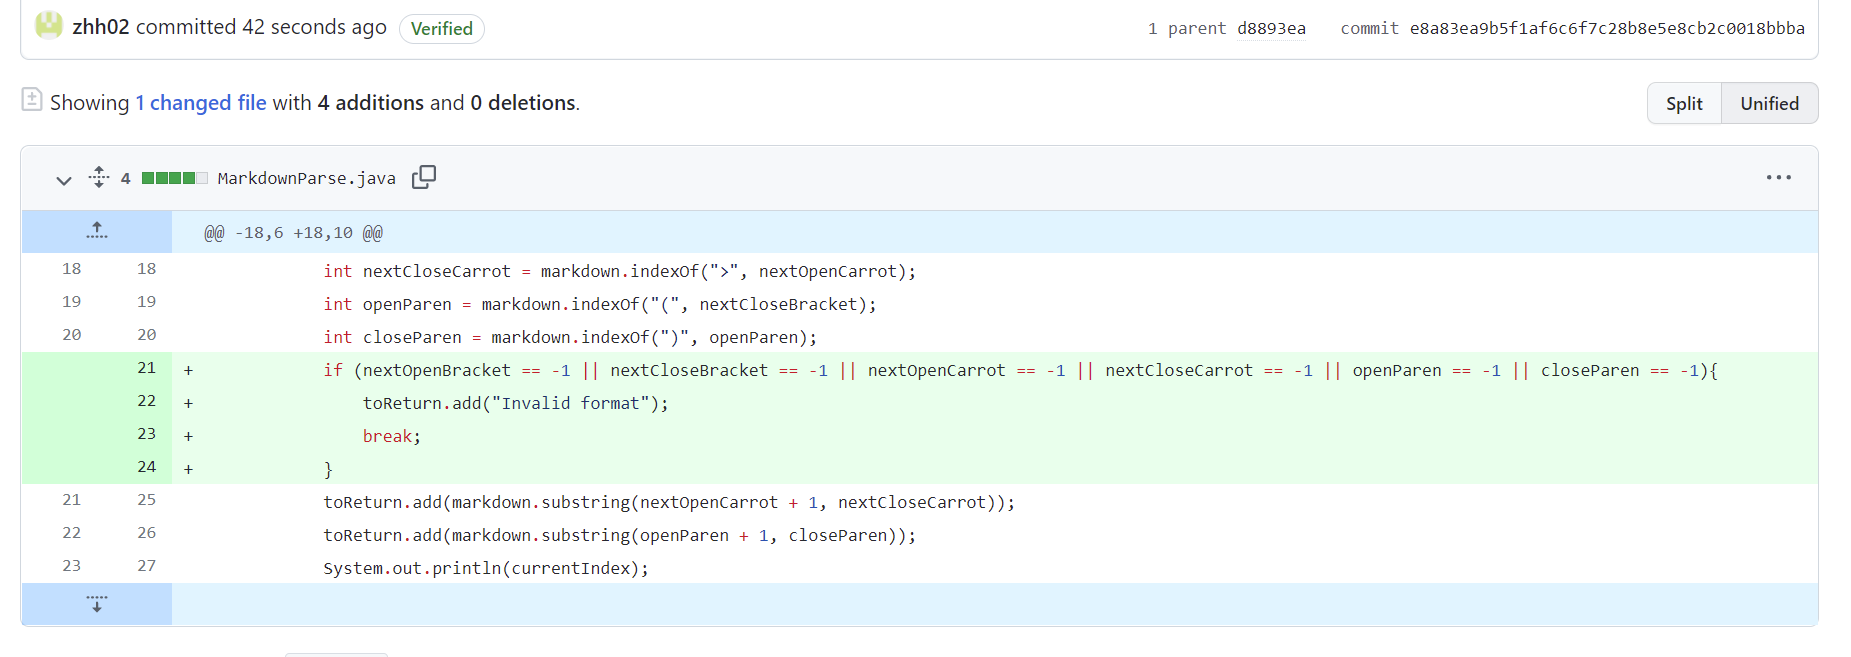 zhh02 committed 42 seconds ago Verified 1 parent d8893ea commit e8a83ea9b5f1af6c6f7c28b8e5e8cb2c0018bbba
Showing 1 changed file with 4 additions and 0 deletions. Split Unified
4 MarkdownParse.java
@@ -18,6 +18,10 @@
18 18 int nextCloseCarrot = markdown.indexOf(">", nextOpenCarrot);
19 19 int openParen = markdown.indexOf("(", nextCloseBracket);
20 20 int closeParen = markdown.indexOf(")", openParen);
21 + if (nextOpenBracket == -1 || nextCloseBracket == -1 || nextOpenCarrot == -1 || nextCloseCarrot == -1 || openParen == -1 || closeParen == -1){
22 + toReturn.add("Invalid format");
23 + break;
24 + }
21 25 toReturn.add(markdown.substring(nextOpenCarrot + 1, nextCloseCarrot));
22 26 toReturn.add(markdown.substring(openParen + 1, closeParen));
23 27 System.out.println(currentIndex);